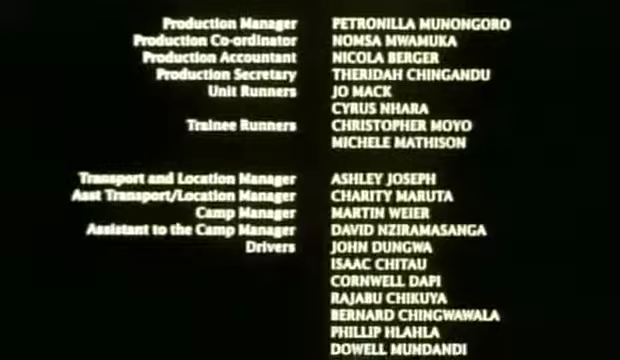 Production Manager PETRONILLA MUNONGORO
Production Co-ordinator NOMSA MWAMUKA
Production Accountant NICOLA BERGER
Production Secretary THERIDAH CHINGANDU
Unit Runners JO MACK
CYRUS NHARA
Trainee Runners CHRISTOPHER MOYO
MICHELE MATHISON
Transport and Location Manager ASHLEY JOSEPH
Asst Transport/Location Manager CHARITY MARUTA
Camp Manager MARTIN WEIER
Assistant to the Camp Manager DAVID NZIRAMASANGA
Drivers JOHN DUNGWA
ISAAC CHITAU
CORNWELL DAPI
RAJABU CHIKUYA
BERNARD CHINGWAWALA
PHILLIP HLAHLA
DOWELL MUNDANDI